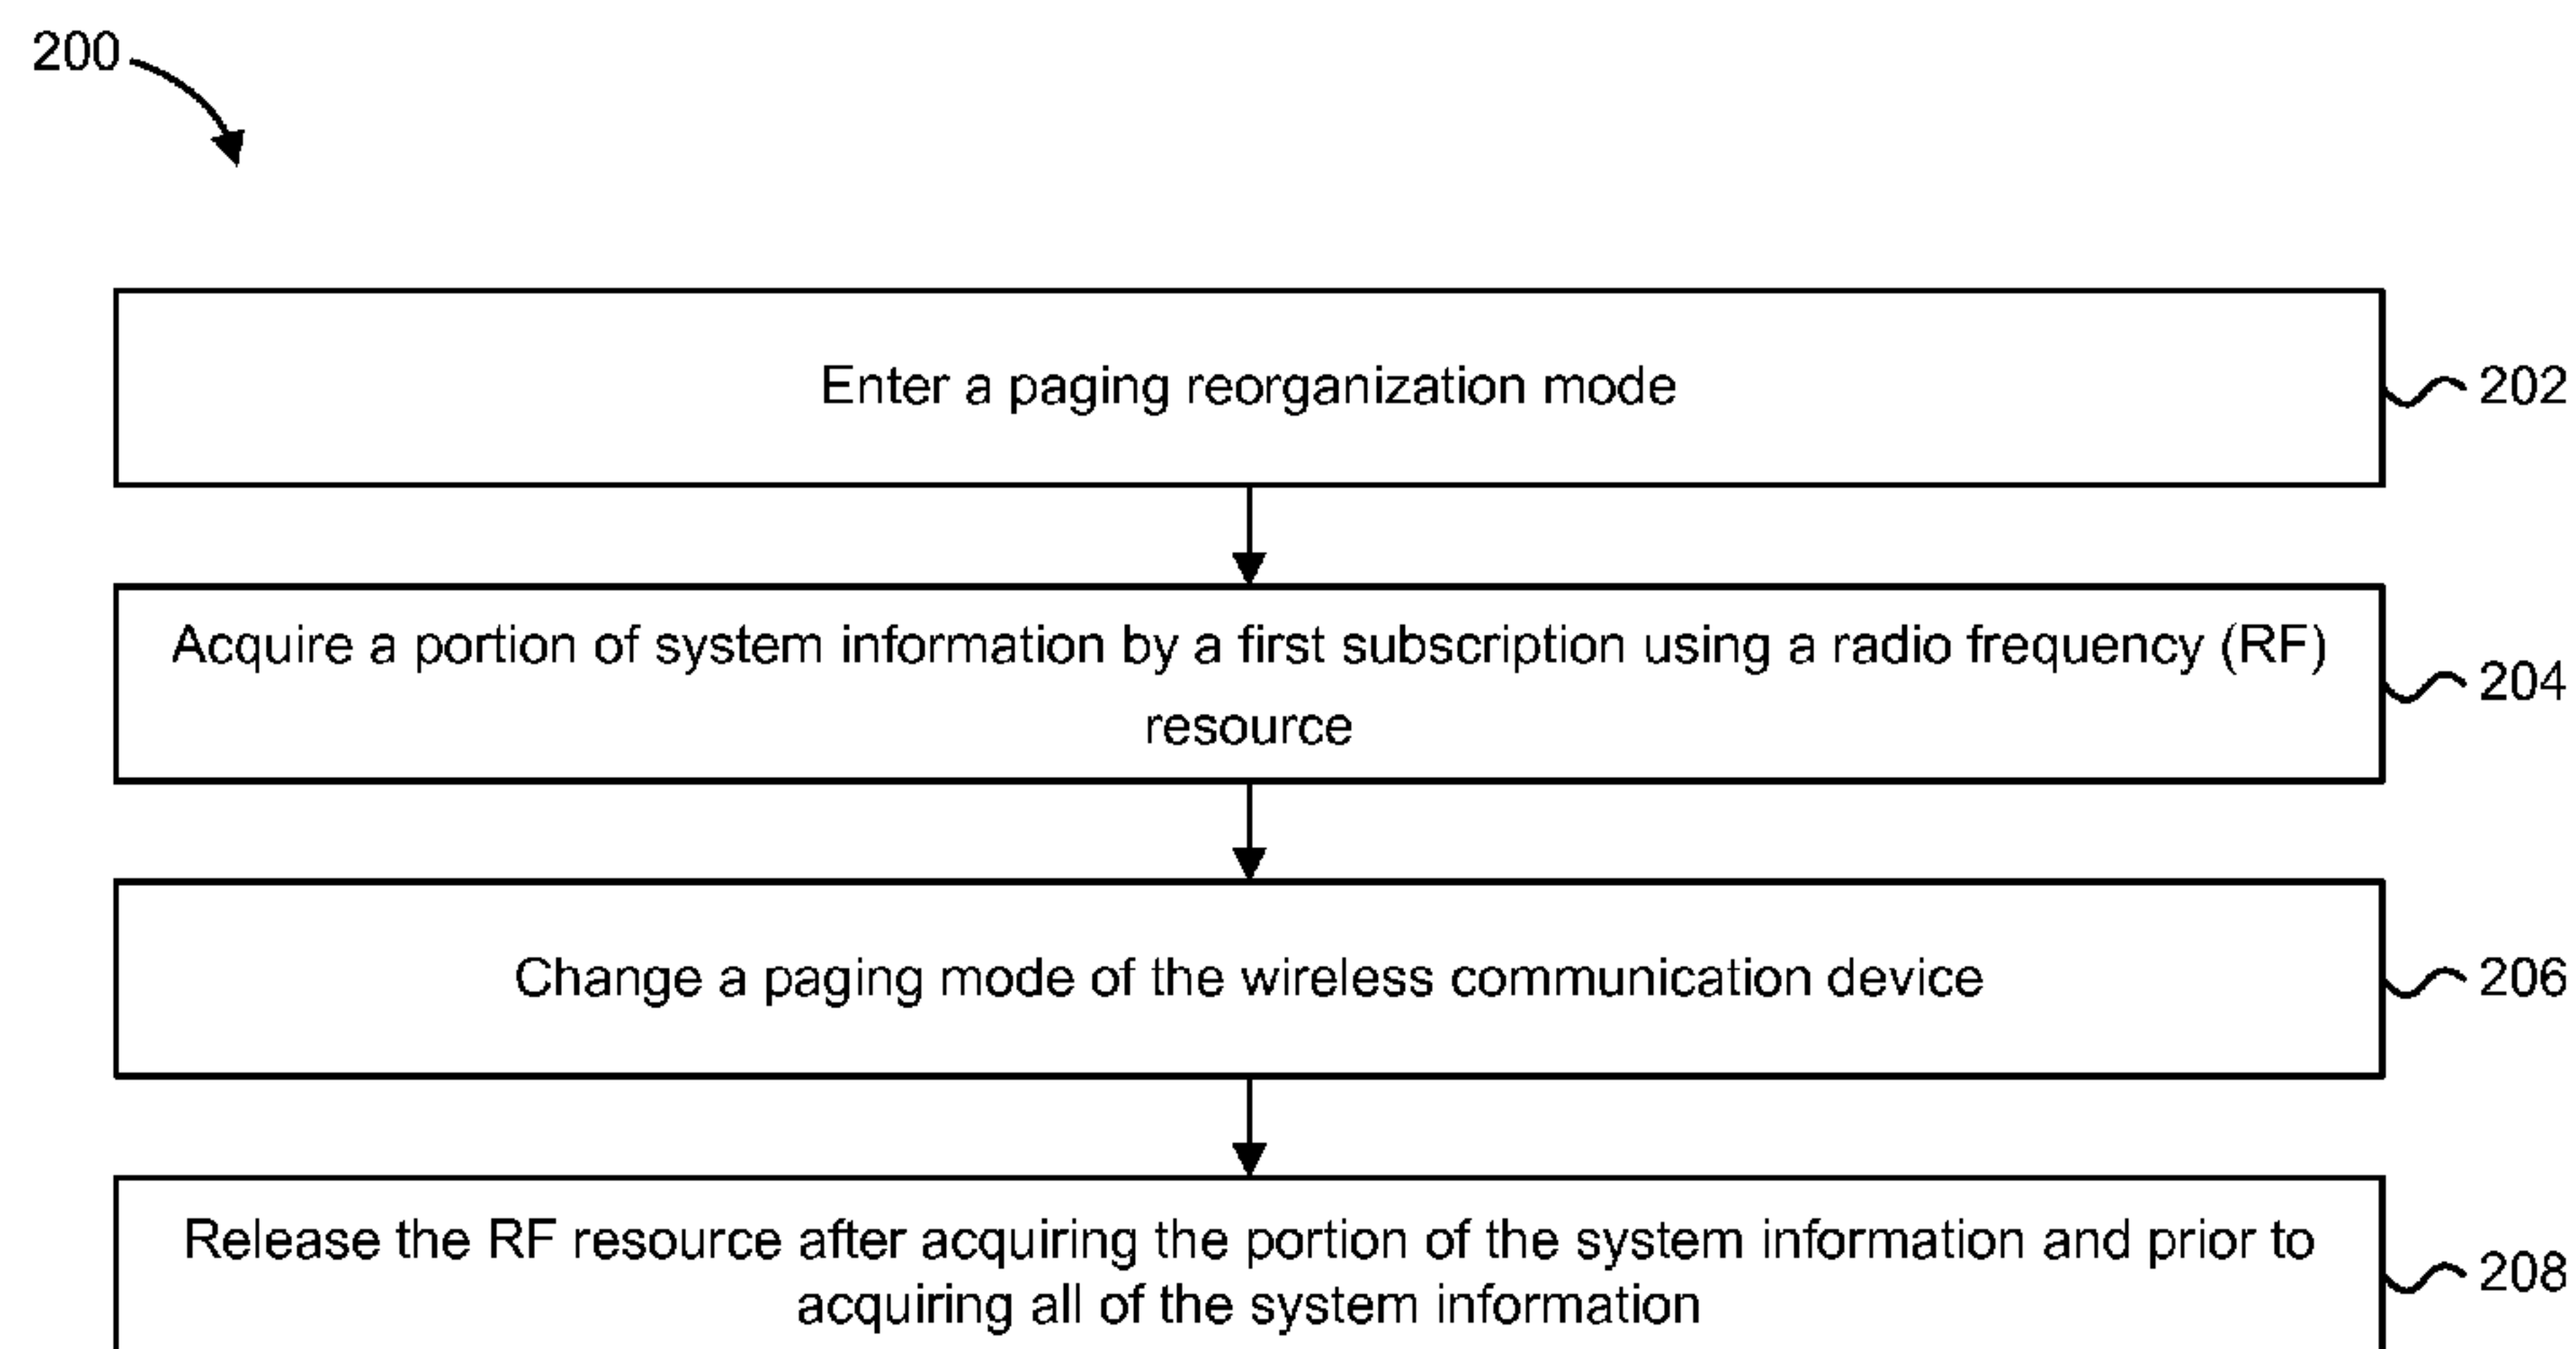 200
Enter a paging reorganization mode
202
Acquire a portion of system information by a first subscription using a radio frequency (RF)
resource
204
Change a paging mode of the wireless communication device
206
Release the RF resource after acquiring the portion of the system information and prior to
acquiring all of the system information
208